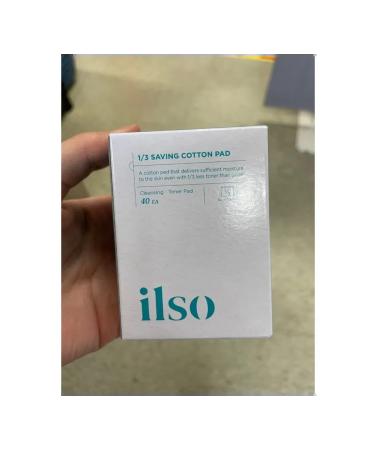 1/3 SAVING COTTON PAD
A cotton pad that delivers sufficient moisture
to the skin even with 1/3 less toner than
Cleansing · Toner Pad
40 EA
ilso